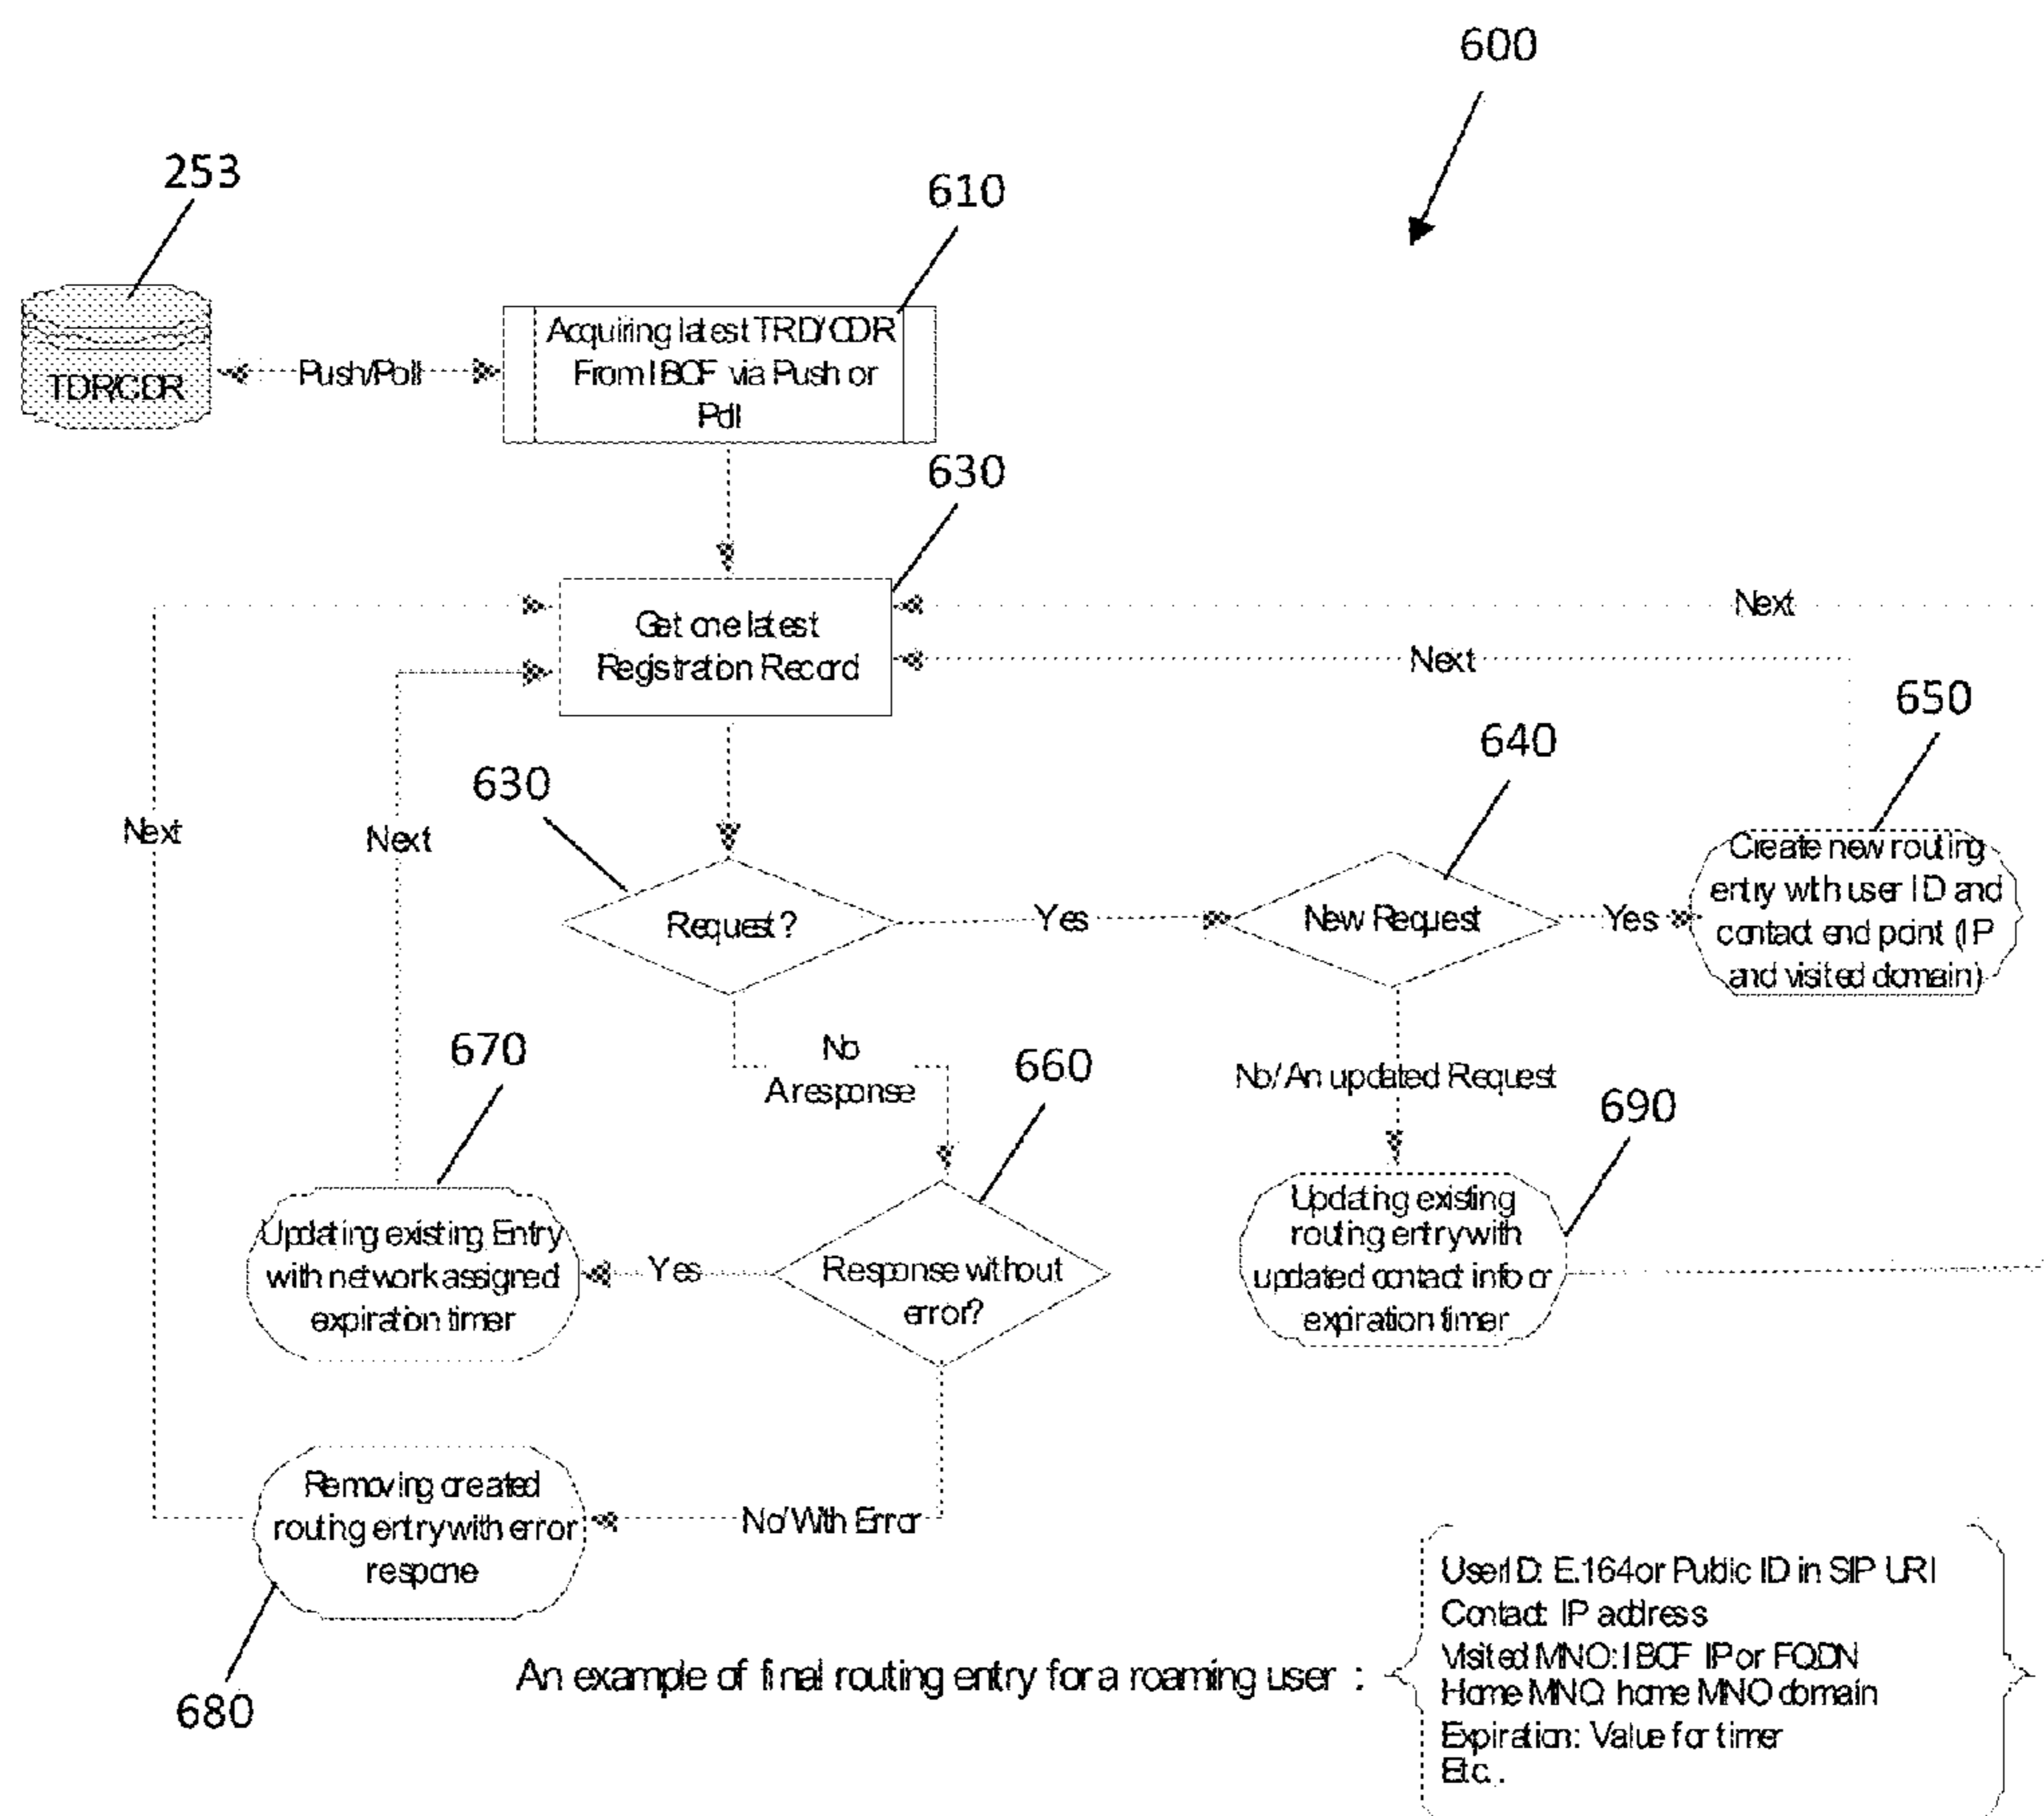 600
253
610
TDR/CDR
Push/Poll
Acquiring latest TRD/CDR
From IBCF via Push or
Poll
630
Get one latest
Registration Record
Next
Next
650
640
630
Next
Next
Create new routing
entry with user ID and
contact end point (IP
and visited domain)
Request?
Yes
New Request
Yes
670
No
A response
660
No/An updated Request
690
Updating existing Entry
with network assigned
expiration timer
Yes
Response without
error?
Updating existing
routing entry with
updated contact info or
expiration timer
Removing created
routing entry with error
respone
No/With Error
680
An example of final routing entry for a roaming user :
UserID: E.164 or Public ID in SIP URI
Contact: IP address
Visited MNO: IBCF IP or FQDN
Home MNO: home MNO domain
Expiration: Value for timer
Etc..